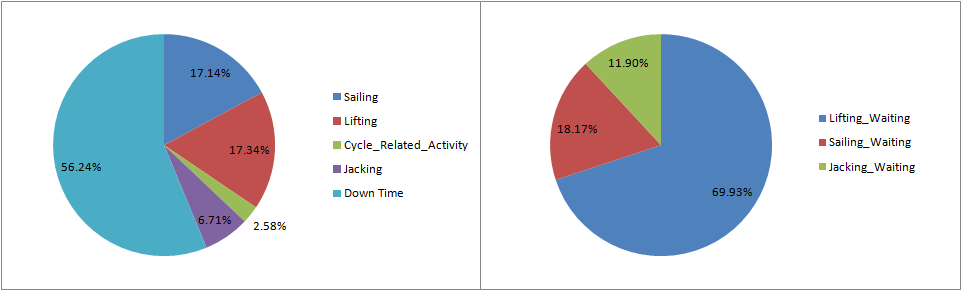 17.14%
17.34%
2.58%
6.71%
56.24%
Sailing
Lifting
Cycle_Related_Activity
Jacking
Down Time
11.90%
18.17%
69.93%
Lifting_Waiting
Sailing_Waiting
Jacking_Waiting